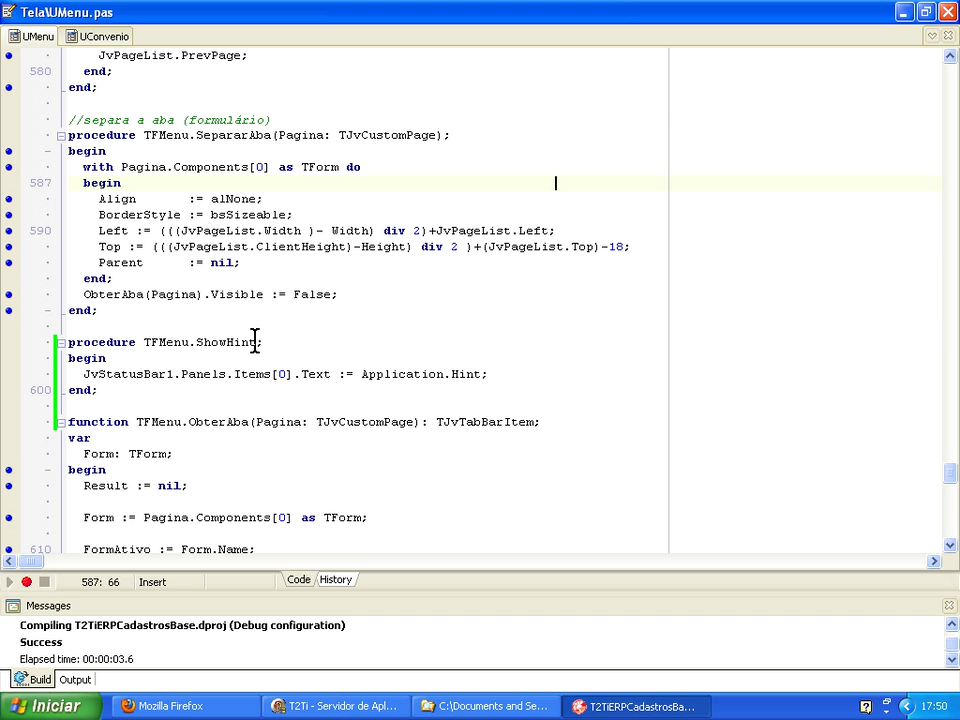 Tela\UMenu.pas
UMenu UConvenio
JvPageList.PrevPage;
580 end;
end;
//separa a aba (formulário)
procedure TFMenu.SepararAba(Pagina: TJvCustomPage);
begin
with Pagina.Components[0] as TForm do
587 begin
Align := alNone;
BorderStyle := bsSizeable;
590 Left := (((JvPageList.Width )- Width) div 2)+JvPageList.Left;
Top := (((JvPageList.ClientHeight)-Height) div 2 )+(JvPageList.Top)-18;
Parent := nil;
end;
ObterAba(Pagina).Visible := False;
end;
procedure TFMenu.ShowHint;
begin
JvStatusBar1.Panels.Items[0].Text := Application.Hint;
600 end;
function TFMenu.ObterAba(Pagina: TJvCustomPage): TJvTabBarItem;
var
Form: TForm;
begin
Result := nil;
Form := Pagina.Components[0] as TForm;
610 FormAtivo := Form.Name;
587: 66 Insert Code History
Messages
Compiling T2TiERPCadastrosBase.dproj (Debug configuration)
Success
Elapsed time: 00:00:03.6
Build Output
Iniciar Mozilla Firefox T2Ti - Servidor de Apl... C:\Documents and Se... T2TiERPCadastrosBa... 17:50